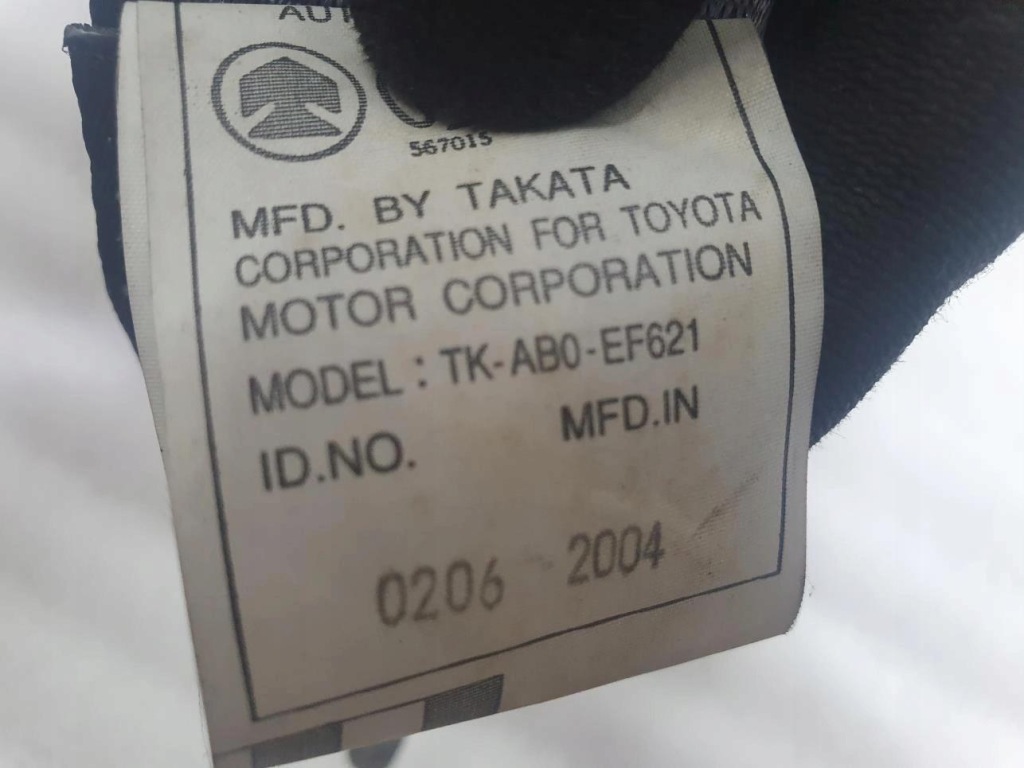 567015
MFD. BY TAKATA
CORPORATION FOR TOYOTA
MOTOR CORPORATION
MODEL : TK-AB0-EF621
ID.NO. MFD.IN
0206 2004